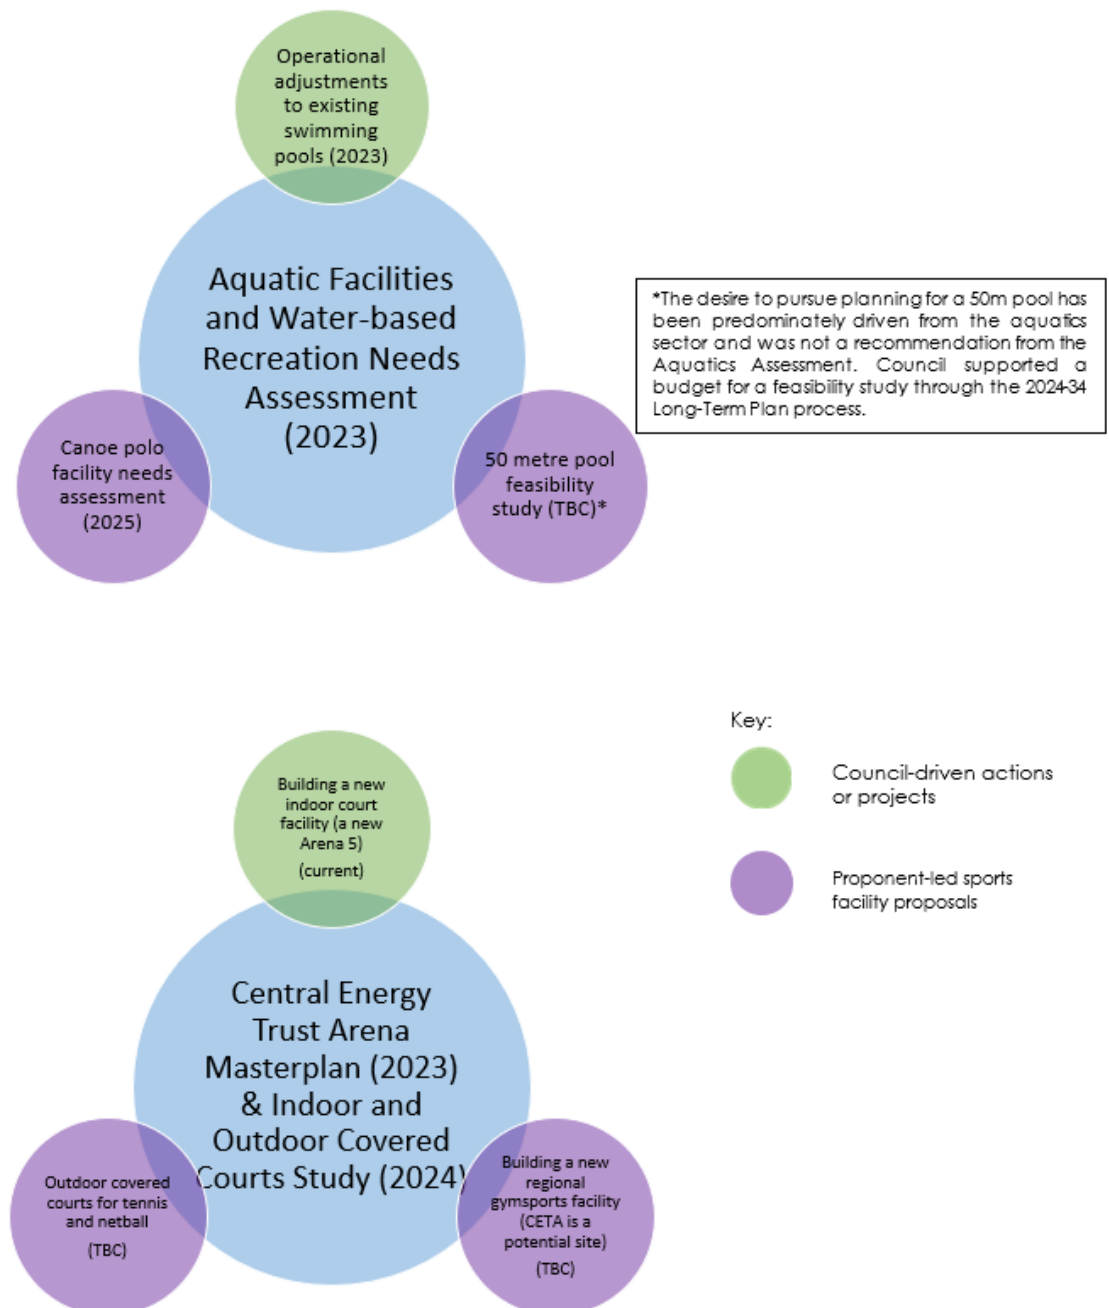 Operational
adjustments
to existing
swimming
pools (2023)
Aquatic Facilities
and Water-based
Recreation Needs
Assessment
(2023)
*The desire to pursue planning for a 50m pool has
been predominately driven from the aquatics
sector and was not a recommendation from the
Aquatics Assessment. Council supported a
budget for a feasibility study through the 2024-34
Long-Term Plan process.
Canoe polo
facility needs
assessment
(2025)
50 metre pool
feasibility
study (TBC)*
Key:
Council-driven actions
or projects
Proponent-led sports
facility proposals
Building a new
indoor court
facility (a new
Arena 5)
(current)
Central Energy
Trust Arena
Masterplan (2023)
& Indoor and
Outdoor Covered
Courts Study (2024)
Outdoor covered
courts for tennis
and netball
(TBC)
Building a new
regional
gymsports facility
(CETA is a
potential site)
(TBC)